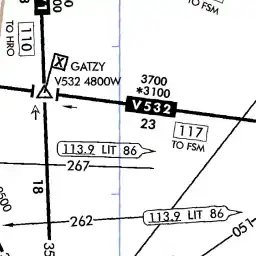 TO FSM
110
TO HRO
X
GATZY
V532 4800W
3700
*3100
V532
23
117
TO FSM
113.9 LIT 86
267
18
113.9 LIT 86
262
051